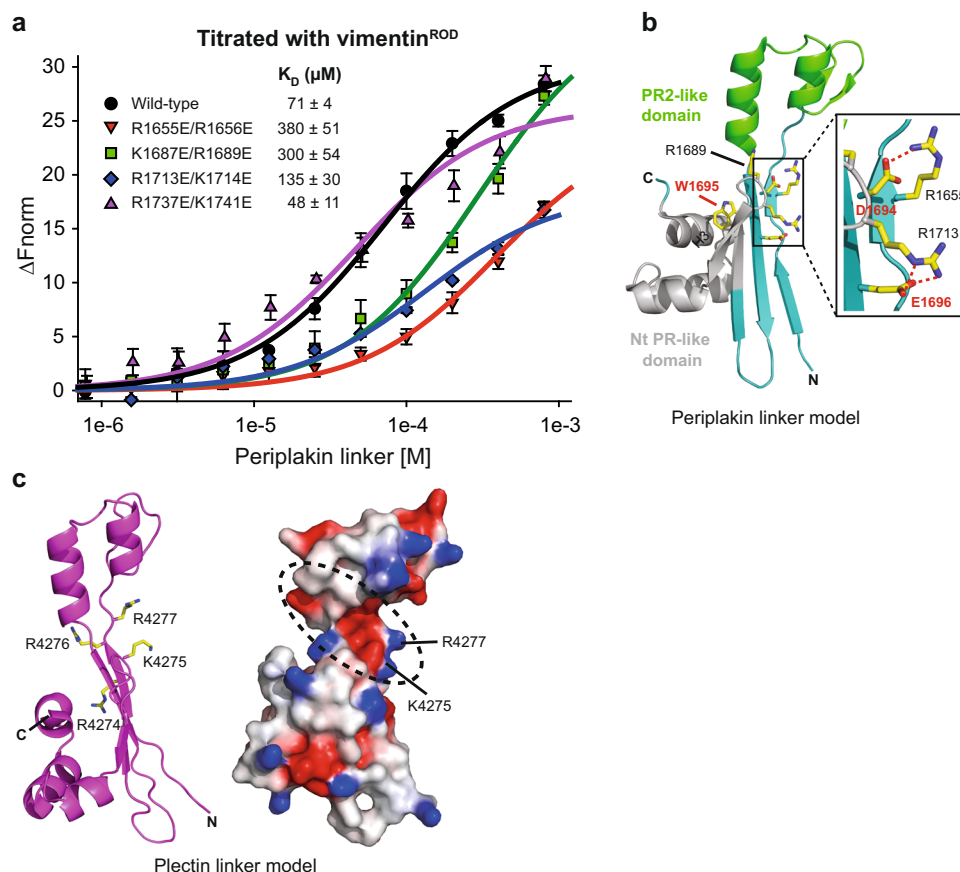 a
Titrated with vimentinROD
KD (μM)
Wild-type 71 ± 4
R1655E/R1656E 380 ± 51
K1687E/R1689E 300 ± 54
R1713E/K1714E 135 ± 30
R1737E/K1741E 48 ± 11
ΔFnorm
30
25
20
15
10
5
0
1e-6 1e-5 1e-4 1e-3
Periplakin linker [M]
b
PR2-like
domain
R1689
C
W1695
Nt PR-like
domain
N
R1655
D1694
R1713
E1696
Periplakin linker model
c
R4277
R4276
K4275
R4274
C
N
R4277
K4275
Plectin linker model